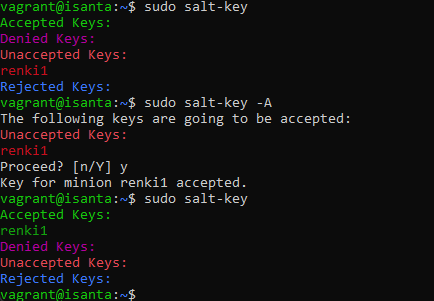 vagrant@isanta:~$ sudo salt-key
Accepted Keys:
Denied Keys:
Unaccepted Keys:
renki1
Rejected Keys:
vagrant@isanta:~$ sudo salt-key -A
The following keys are going to be accepted:
Unaccepted Keys:
renki1
Proceed? [n/Y] y
Key for minion renki1 accepted.
vagrant@isanta:~$ sudo salt-key
Accepted Keys:
renki1
Denied Keys:
Unaccepted Keys:
Rejected Keys:
vagrant@isanta:~$